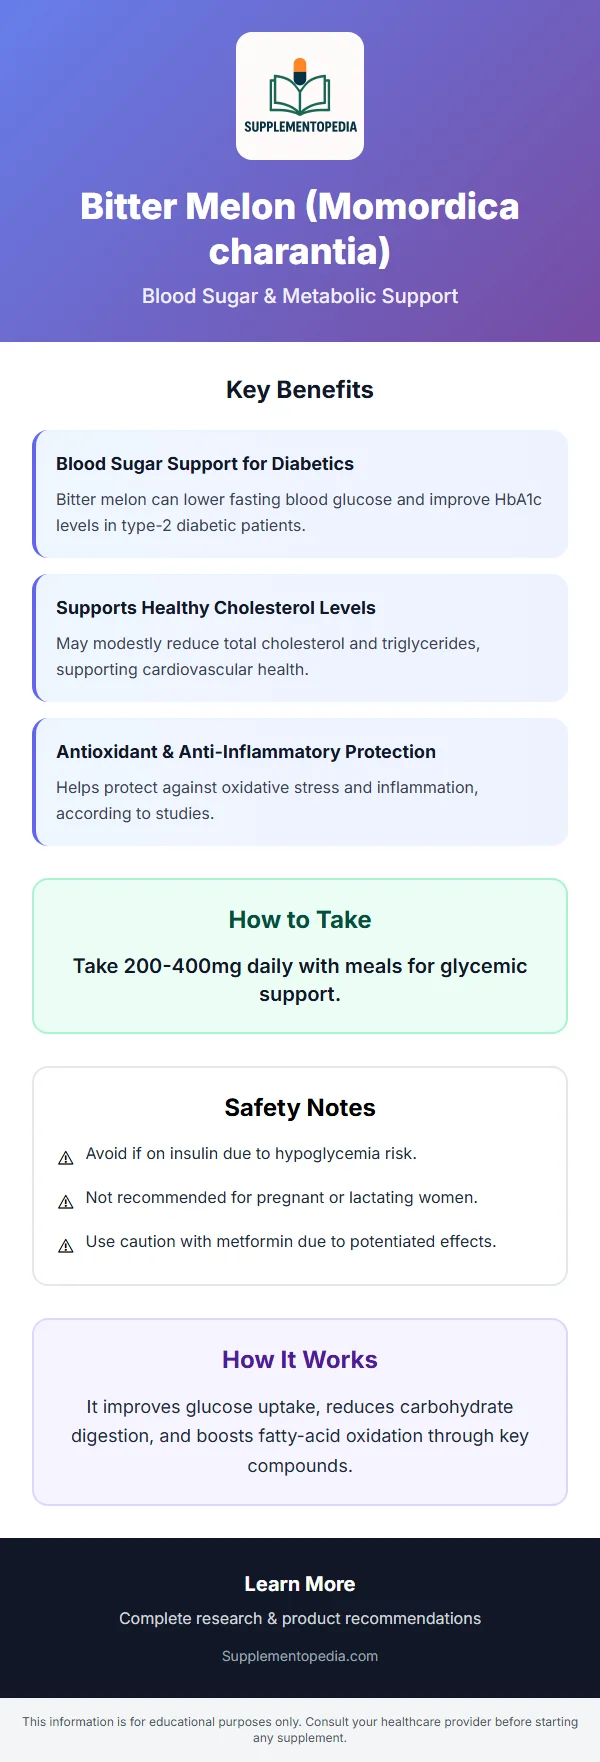 SUPPLEMENTOPEDIA
Bitter Melon (Momordica
charantia)
Blood Sugar & Metabolic Support
Key Benefits
Blood Sugar Support for Diabetics
Bitter melon can lower fasting blood glucose and improve HbA1c
levels in type-2 diabetic patients.
Supports Healthy Cholesterol Levels
May modestly reduce total cholesterol and triglycerides,
supporting cardiovascular health.
Antioxidant & Anti-Inflammatory Protection
Helps protect against oxidative stress and inflammation,
according to studies.
How to Take
Take 200-400mg daily with meals for glycemic
support.
Safety Notes
⚠ Avoid if on insulin due to hypoglycemia risk.
⚠ Not recommended for pregnant or lactating women.
⚠ Use caution with metformin due to potentiated effects.
How It Works
It improves glucose uptake, reduces carbohydrate
digestion, and boosts fatty-acid oxidation through key
compounds.
Learn More
Complete research & product recommendations
Supplementopedia.com
This information is for educational purposes only. Consult your healthcare provider before starting
any supplement.